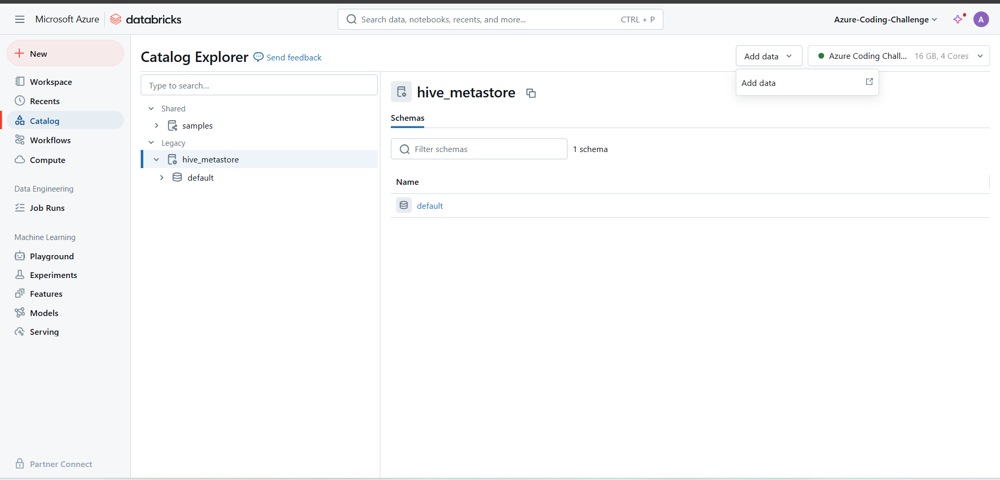 Microsoft Azure databricks
Search data, notebooks, recents, and more... CTRL + P
Azure-Coding-Challenge
A
New
Workspace
Recents
Catalog
Workflows
Compute
Data Engineering
Job Runs
Machine Learning
Playground
Experiments
Features
Models
Serving
Partner Connect
Catalog Explorer Send feedback
Add data
Azure Coding Chall... 16 GB, 4 Cores
Add data
Type to search...
Shared
samples
Legacy
hive_metastore
default
hive_metastore
Schemas
Filter schemas
1 schema
Name
default